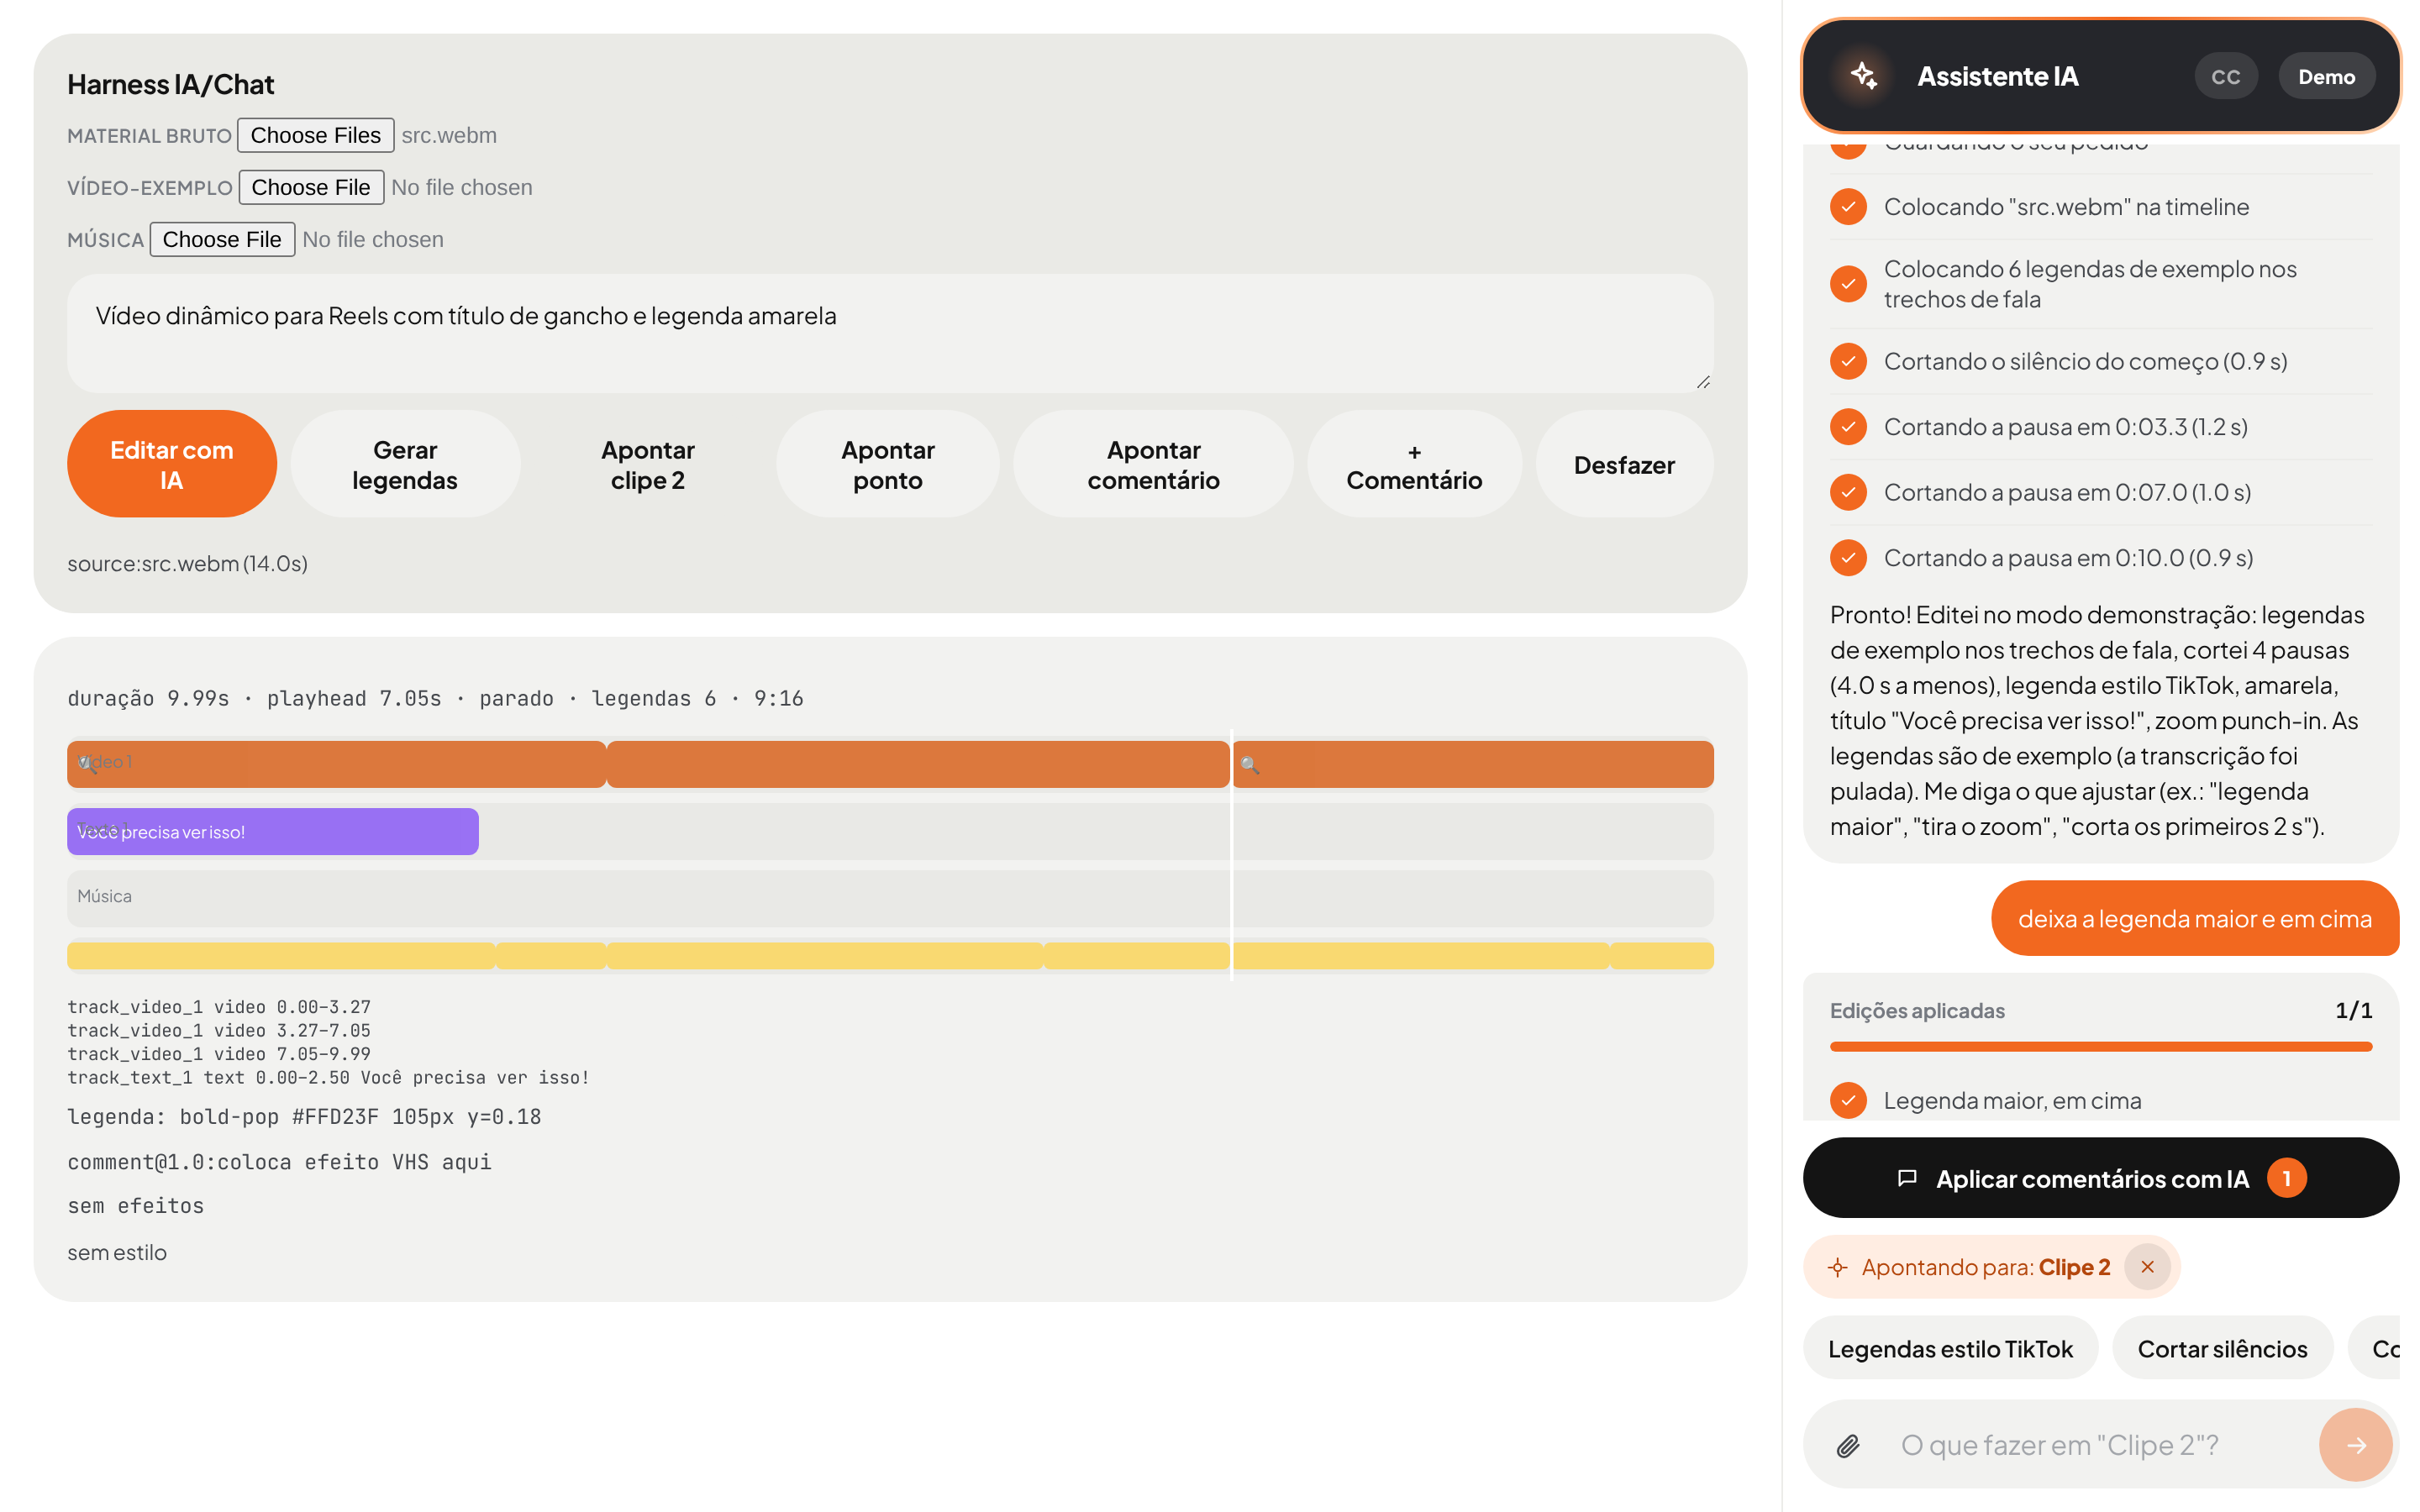 Harness IA/Chat
MATERIAL BRUTO Choose Files src.webm
VÍDEO-EXEMPLO Choose File No file chosen
MÚSICA Choose File No file chosen
Vídeo dinâmico para Reels com título de gancho e legenda amarela
Editar com
IA
Gerar
legendas
Apontar
clipe 2
Apontar
ponto
Apontar
comentário
+
Comentário
Desfazer
source:src.webm (14.0s)
duração 9.99s · playhead 7.05s · parado · legendas 6 · 9:16
Vídeo 1
Você precisa ver isso!
Música
track_video_1 video 0.00–3.27
track_video_1 video 3.27–7.05
track_video_1 video 7.05–9.99
track_text_1 text 0.00–2.50 Você precisa ver isso!
legenda: bold-pop #FFD23F 105px y=0.18
comment@1.0:coloca efeito VHS aqui
sem efeitos
sem estilo
Assistente IA
CC
Demo
Guardando o seu pedido
Colocando "src.webm" na timeline
Colocando 6 legendas de exemplo nos
trechos de fala
Cortando o silêncio do começo (0.9 s)
Cortando a pausa em 0:03.3 (1.2 s)
Cortando a pausa em 0:07.0 (1.0 s)
Cortando a pausa em 0:10.0 (0.9 s)
Pronto! Editei no modo demonstração: legendas
de exemplo nos trechos de fala, cortei 4 pausas
(4.0 s a menos), legenda estilo TikTok, amarela,
título "Você precisa ver isso!", zoom punch-in. As
legendas são de exemplo (a transcrição foi
pulada). Me diga o que ajustar (ex.: "legenda
maior", "tira o zoom", "corta os primeiros 2 s").
deixa a legenda maior e em cima
Edições aplicadas 1/1
Legenda maior, em cima
Aplicar comentários com IA 1
Apontando para: Clipe 2
Legendas estilo TikTok
Cortar silêncios
Co
O que fazer em "Clipe 2"?